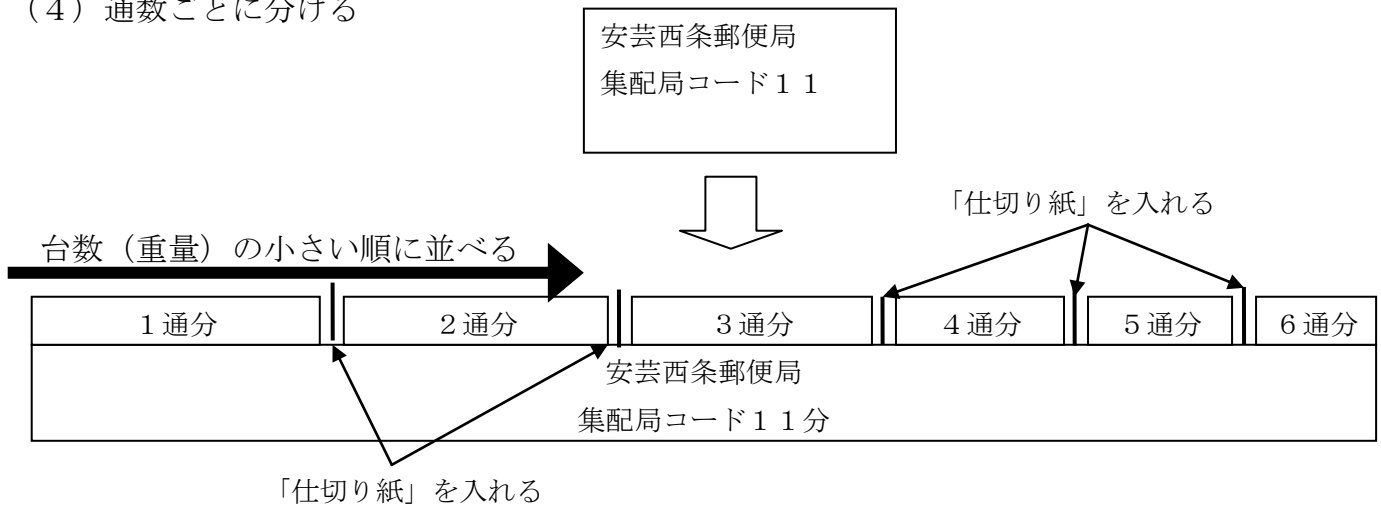 （４）通数ごとに分ける
安芸西条郵便局
集配局コード１１
「仕切り紙」を入れる
台数（重量）の小さい順に並べる
１通分
２通分
３通分
４通分
５通分
６通分
安芸西条郵便局
集配局コード１１分
「仕切り紙」を入れる